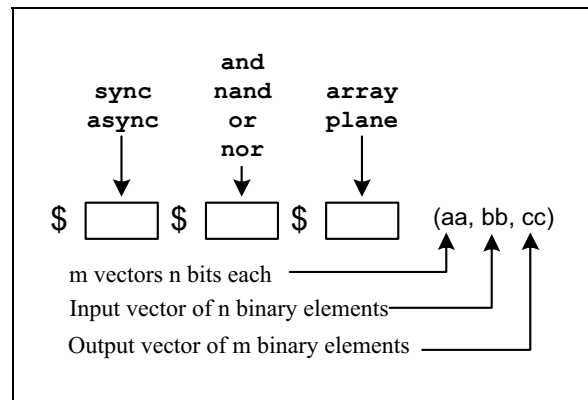 and
sync nand array
async or plane
nor
$ $ $ (aa, bb, cc)
m vectors n bits each
Input vector of n binary elements
Output vector of m binary elements